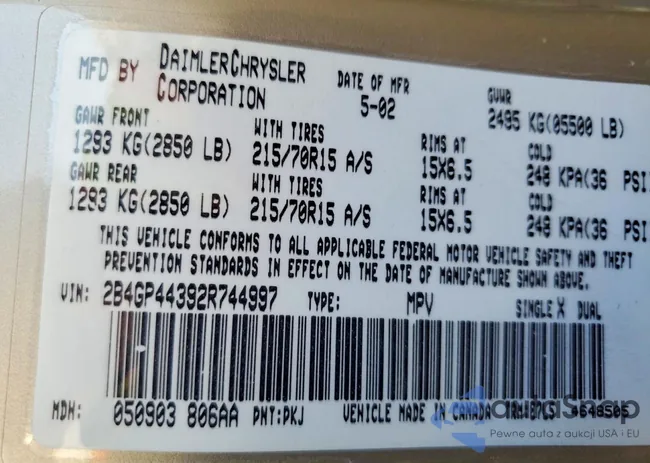 MFD BY DAIMLERCHRYSLER CORPORATION DATE OF MFR 5-02 GVWR 2495 KG(05500 LB)
GAWR FRONT WITH TIRES RIMS AT COLD
1293 KG(2850 LB) 215/70R15 A/S 15X6.5 248 KPA(36 PSI
GAWR REAR WITH TIRES RIMS AT COLD
1293 KG(2850 LB) 215/70R15 A/S 15X6.5 248 KPA(36 PSI
THIS VEHICLE CONFORMS TO ALL APPLICABLE FEDERAL MOTOR VEHICLE SAFETY AND THEFT
PREVENTION STANDARDS IN EFFECT ON THE DATE OF MANUFACTURE SHOWN ABOVE.
VIN: 2B4GP44392R744997 TYPE: MPV SINGLE X DUAL
MDH: 050903 806AA PNT:PKJ VEHICLE MADE IN CANADA 4648505
Pewne auta z aukcji USA i EU